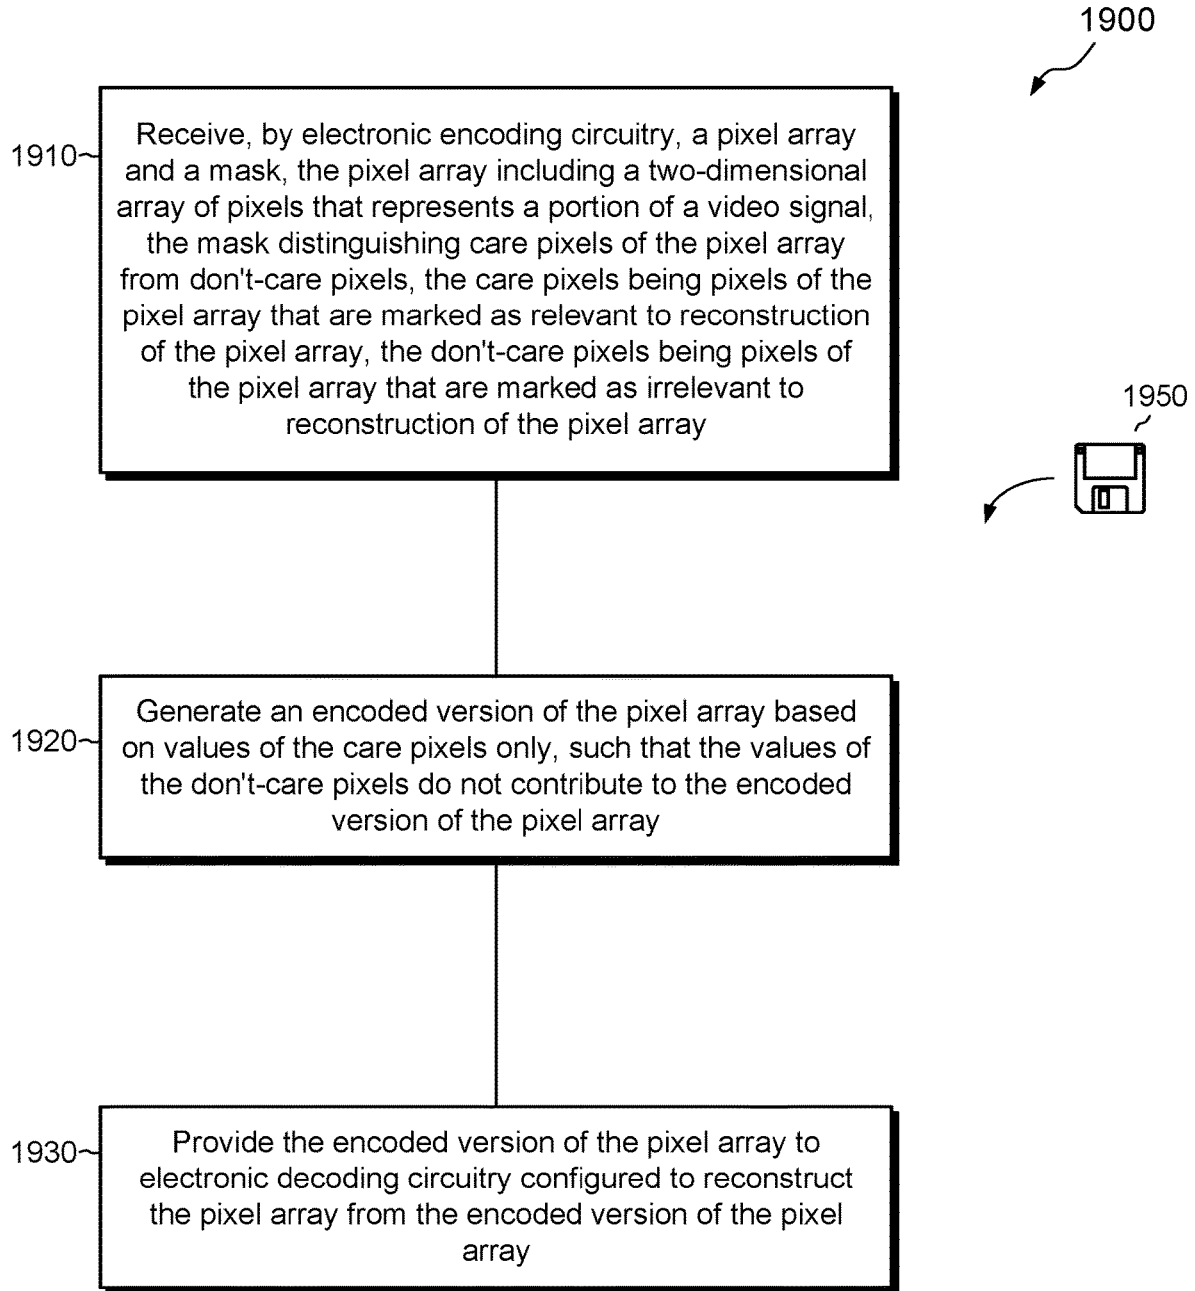 1900
1910
Receive, by electronic encoding circuitry, a pixel array
and a mask, the pixel array including a two-dimensional
array of pixels that represents a portion of a video signal,
the mask distinguishing care pixels of the pixel array
from don't-care pixels, the care pixels being pixels of the
pixel array that are marked as relevant to reconstruction
of the pixel array, the don't-care pixels being pixels of
the pixel array that are marked as irrelevant to
reconstruction of the pixel array
1950
1920
Generate an encoded version of the pixel array based
on values of the care pixels only, such that the values of
the don't-care pixels do not contribute to the encoded
version of the pixel array
1930
Provide the encoded version of the pixel array to
electronic decoding circuitry configured to reconstruct
the pixel array from the encoded version of the pixel
array